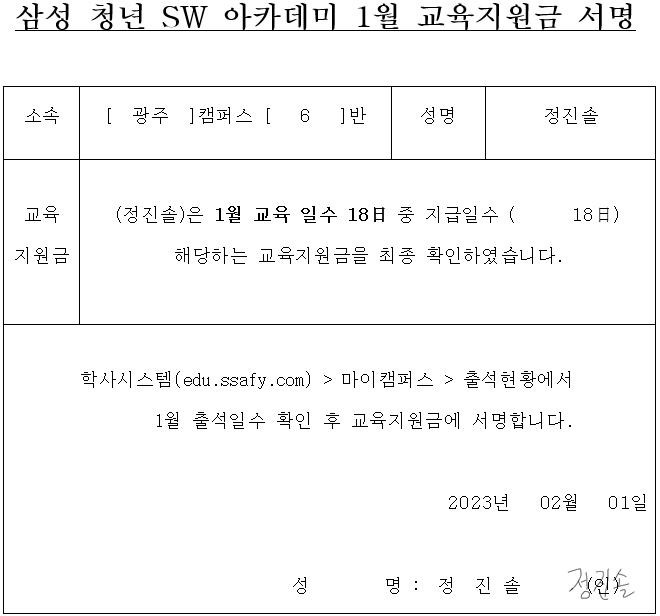 삼성 청년 SW 아카데미 1월 교육지원금 서명
소속 [ 광주 ]캠퍼스 [ 6 ]반 성명 정진솔
교육
지원금
(정진솔)은 1월 교육 일수 18日 중 지급일수 ( 18日)
해당하는 교육지원금을 최종 확인하였습니다.
학사시스템(edu.ssafy.com) > 마이캠퍼스 > 출석현황에서
1월 출석일수 확인 후 교육지원금에 서명합니다.
2023년 02월 01일
성 명 : 정 진 솔 (인) 정진솔